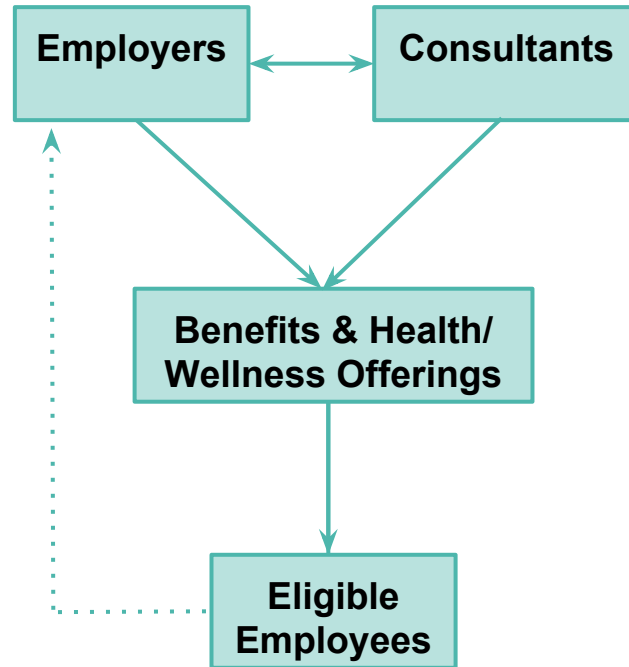 Employers
Consultants
Benefits & Health/
Wellness Offerings
Eligible
Employees